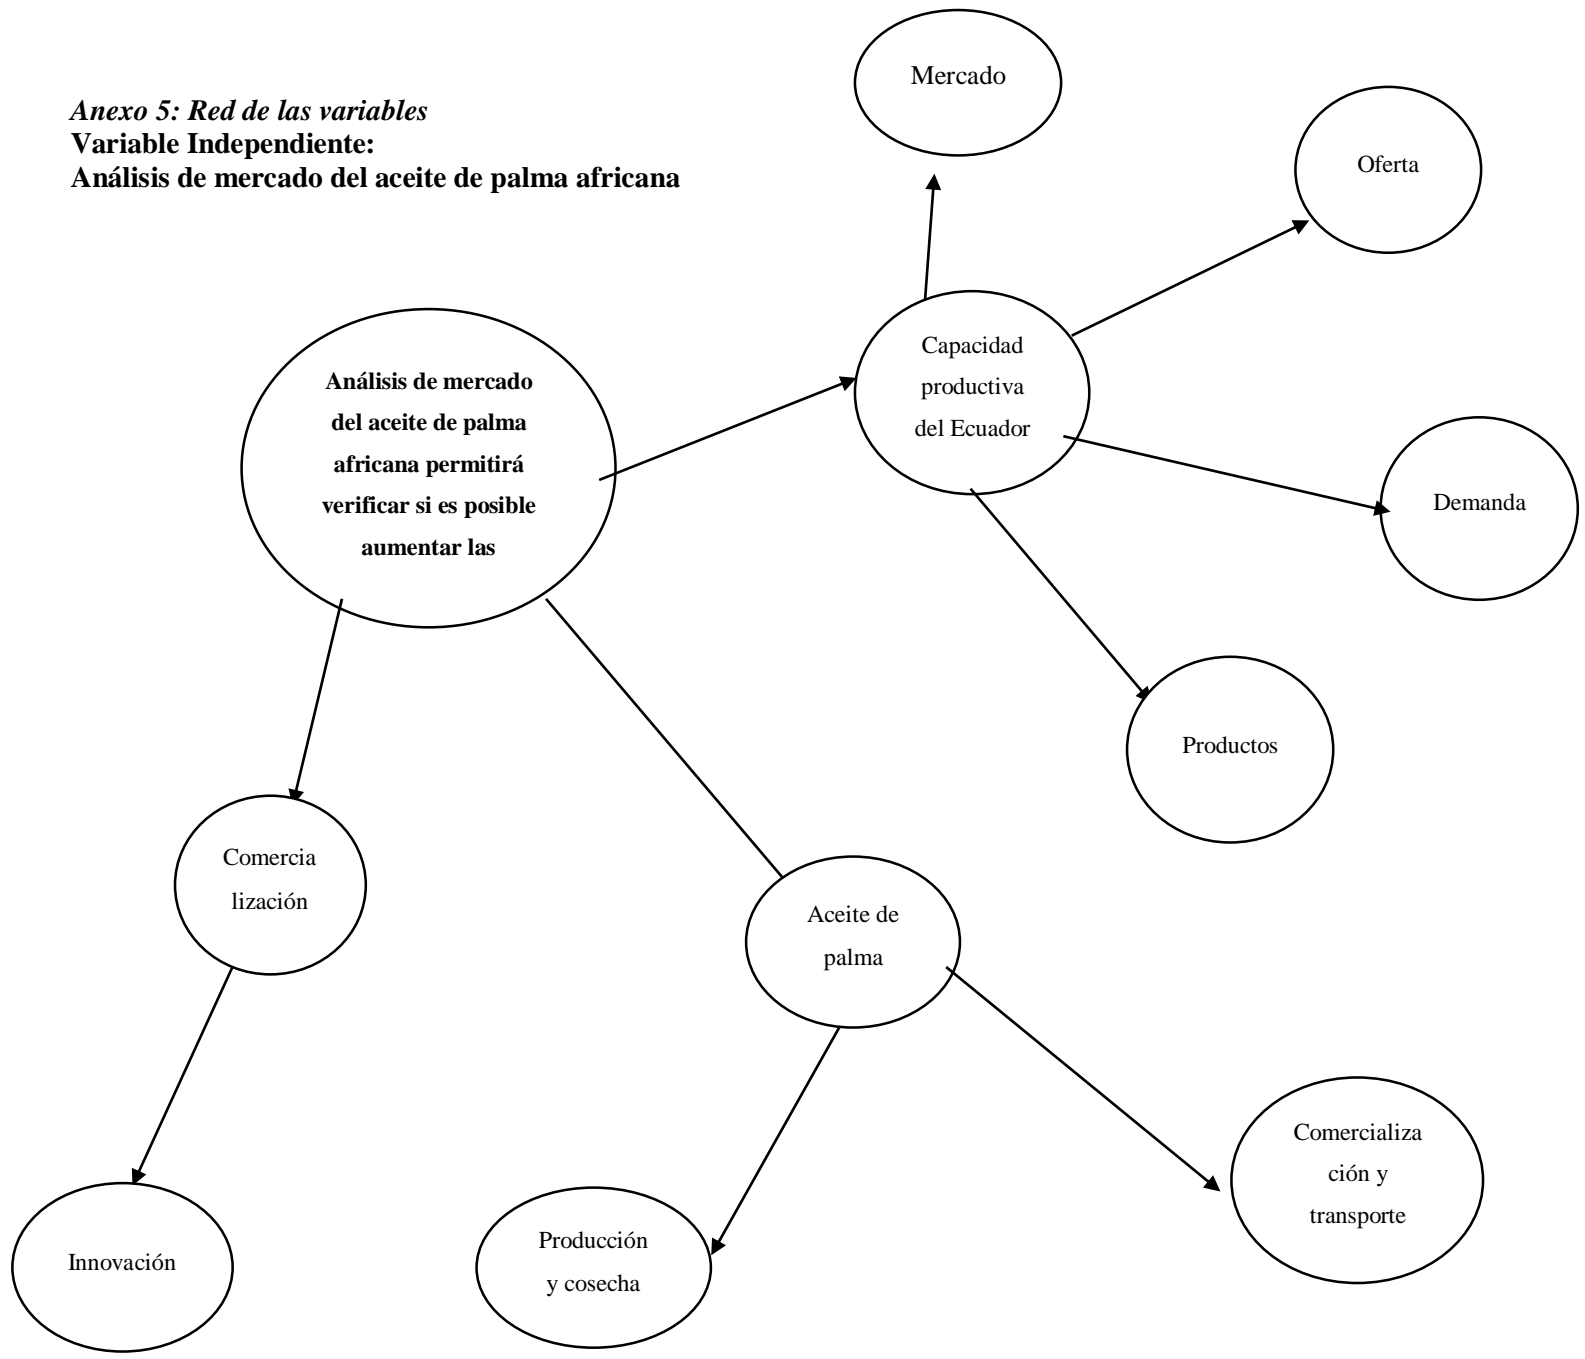 Anexo 5: Red de las variables
Variable Independiente:
Análisis de mercado del aceite de palma africana
Mercado
Oferta
Capacidad
productiva
del Ecuador
Análisis de mercado
del aceite de palma
africana permitirá
verificar si es posible
aumentar las
Demanda
Productos
Comercia
lización
Aceite de
palma
Comercializa
ción y
transporte
Producción
y cosecha
Innovación